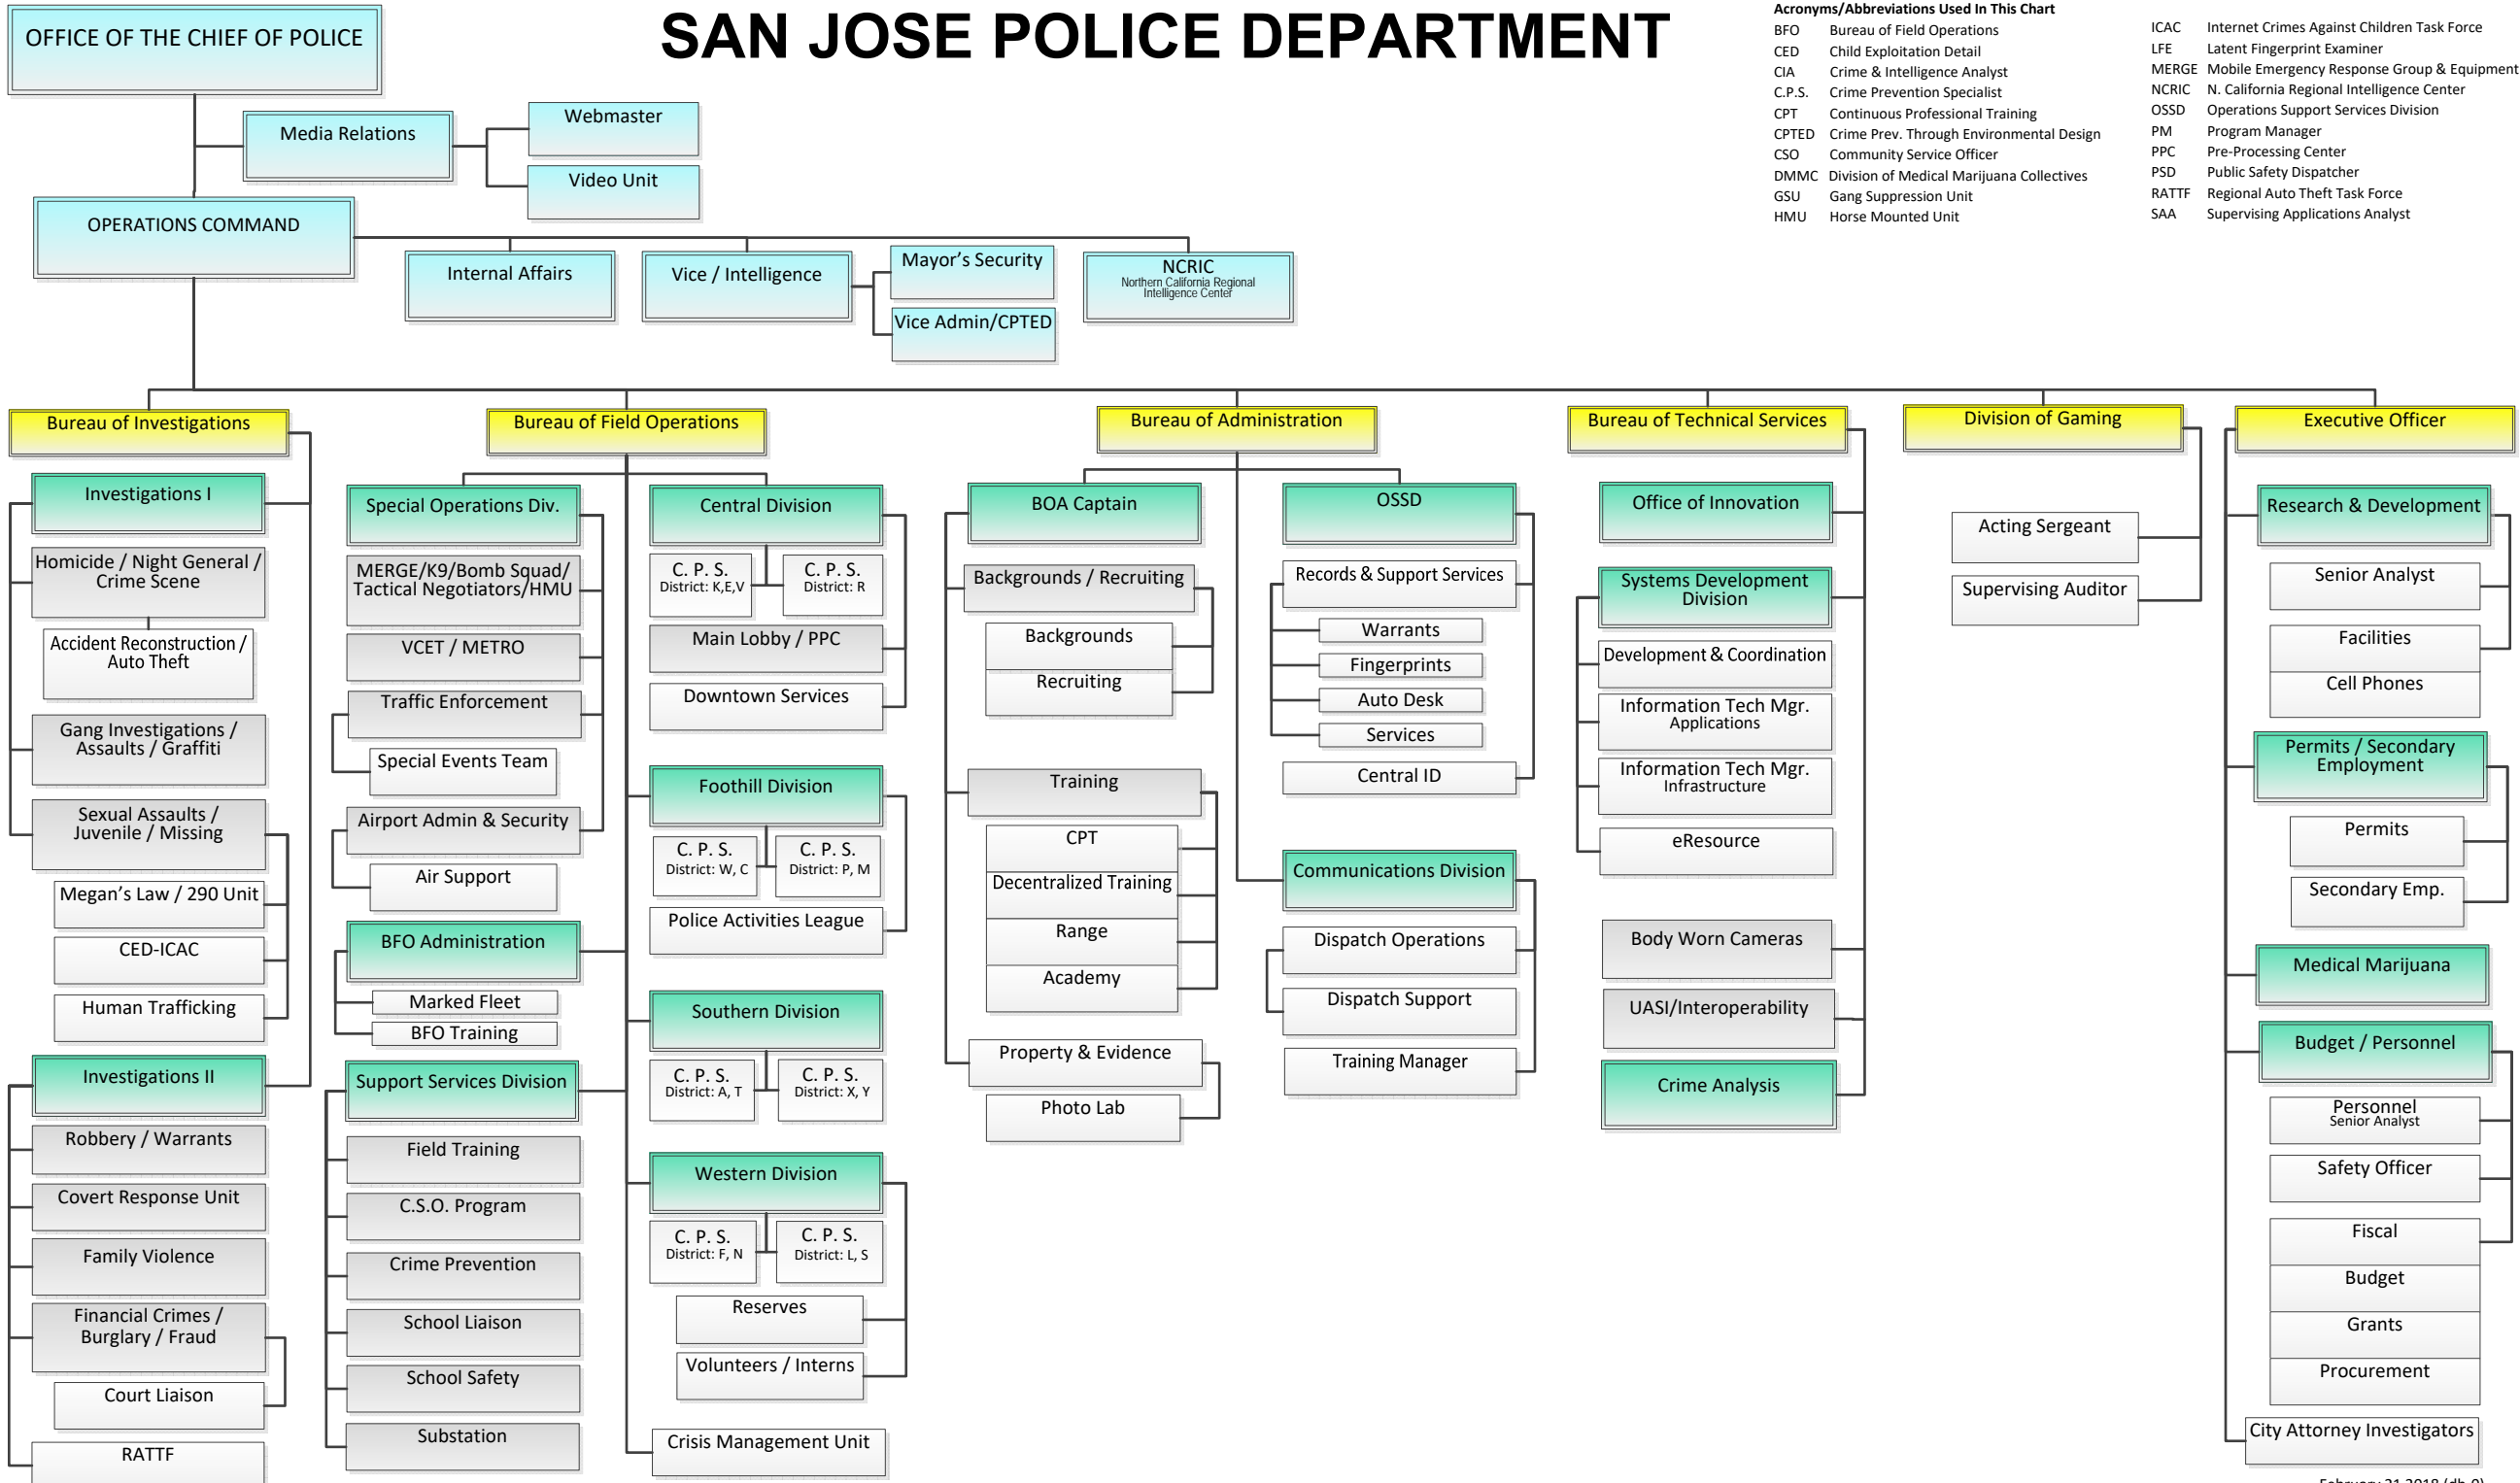 SAN JOSE POLICE DEPARTMENT
Acronyms/Abbreviations Used In This Chart
BFO Bureau of Field Operations
CED Child Exploitation Detail
CIA Crime & Intelligence Analyst
C.P.S. Crime Prevention Specialist
CPT Continuous Professional Training
CPTED Crime Prev. Through Environmental Design
CSO Community Service Officer
DMMC Division of Medical Marijuana Collectives
GSU Gang Suppression Unit
HMU Horse Mounted Unit
ICAC Internet Crimes Against Children Task Force
LFE Latent Fingerprint Examiner
MERGE Mobile Emergency Response Group & Equipment
NCRIC N. California Regional Intelligence Center
OSSD Operations Support Services Division
PM Program Manager
PPC Pre-Processing Center
PSD Public Safety Dispatcher
RATTF Regional Auto Theft Task Force
SAA Supervising Applications Analyst
OFFICE OF THE CHIEF OF POLICE
Media Relations
Webmaster
Video Unit
OPERATIONS COMMAND
Internal Affairs
Vice / Intelligence
Mayor's Security
Vice Admin/CPTED
NCRIC
Northern California Regional
Intelligence Center
Bureau of Investigations
Investigations I
Homicide / Night General /
Crime Scene
Accident Reconstruction /
Auto Theft
Gang Investigations /
Assaults / Graffiti
Sexual Assaults /
Juvenile / Missing
Megan's Law / 290 Unit
CED-ICAC
Human Trafficking
Investigations II
Robbery / Warrants
Covert Response Unit
Family Violence
Financial Crimes /
Burglary / Fraud
Court Liaison
RATTF
Bureau of Field Operations
Special Operations Div.
MERGE/K9/Bomb Squad/
Tactical Negotiators/HMU
VCET / METRO
Traffic Enforcement
Special Events Team
Airport Admin & Security
Air Support
BFO Administration
Marked Fleet
BFO Training
Support Services Division
Field Training
C.S.O. Program
Crime Prevention
School Liaison
School Safety
Substation
Central Division
C. P. S.
District: K,E,V
C. P. S.
District: R
Main Lobby / PPC
Downtown Services
Foothill Division
C. P. S.
District: W, C
C. P. S.
District: P, M
Police Activities League
Southern Division
C. P. S.
District: A, T
C. P. S.
District: X, Y
Western Division
C. P. S.
District: F, N
C. P. S.
District: L, S
Reserves
Volunteers / Interns
Crisis Management Unit
Bureau of Administration
BOA Captain
Backgrounds / Recruiting
Backgrounds
Recruiting
Training
CPT
Decentralized Training
Range
Academy
Property & Evidence
Photo Lab
OSSD
Records & Support Services
Warrants
Fingerprints
Auto Desk
Services
Central ID
Communications Division
Dispatch Operations
Dispatch Support
Training Manager
Bureau of Technical Services
Office of Innovation
Systems Development
Division
Development & Coordination
Information Tech Mgr.
Applications
Information Tech Mgr.
Infrastructure
eResource
Body Worn Cameras
UASI/Interoperability
Crime Analysis
Division of Gaming
Acting Sergeant
Supervising Auditor
Executive Officer
Research & Development
Senior Analyst
Facilities
Cell Phones
Permits / Secondary
Employment
Permits
Secondary Emp.
Medical Marijuana
Budget / Personnel
Personnel
Senior Analyst
Safety Officer
Fiscal
Budget
Grants
Procurement
City Attorney Investigators